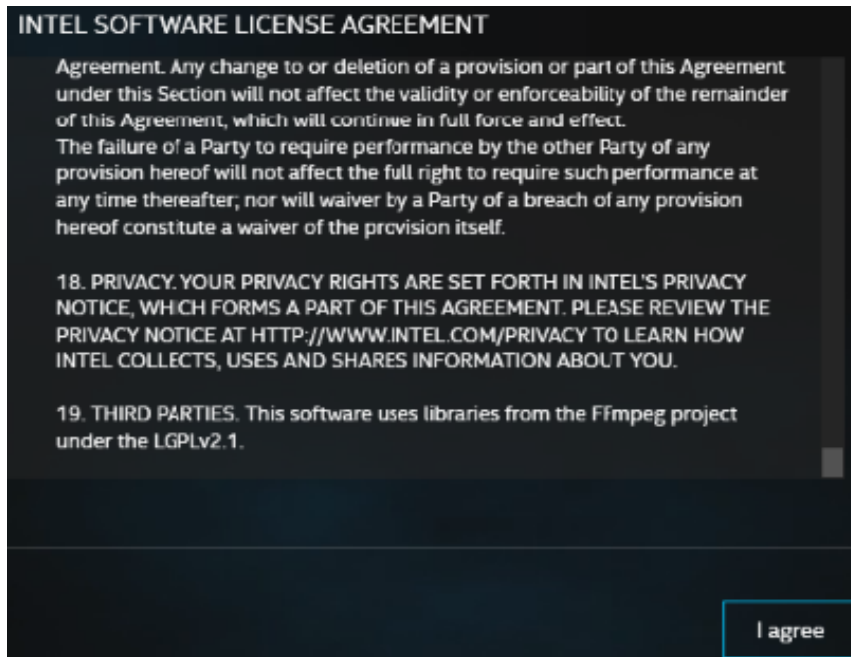 INTEL SOFTWARE LICENSE AGREEMENT
Agreement. Any change to or deletion of a provision or part of this Agreement
under this Section will not affect the validity or enforceability of the remainder
of this Agreement, which will continue in full force and effect.
The failure of a Party to require performance by the other Party of any
provision hereof will not affect the full right to require such performance at
any time thereafter; nor will waiver by a Party of a breach of any provision
hereof constitute a waiver of the provision itself.
18. PRIVACY. YOUR PRIVACY RIGHTS ARE SET FORTH IN INTEL'S PRIVACY
NOTICE, WHICH FORMS A PART OF THIS AGREEMENT. PLEASE REVIEW THE
PRIVACY NOTICE AT HTTP://WWW.INTEL.COM/PRIVACY TO LEARN HOW
INTEL COLLECTS, USES AND SHARES INFORMATION ABOUT YOU.
19. THIRD PARTIES. This software uses libraries from the FFmpeg project
under the LGPLv2.1.
I agree